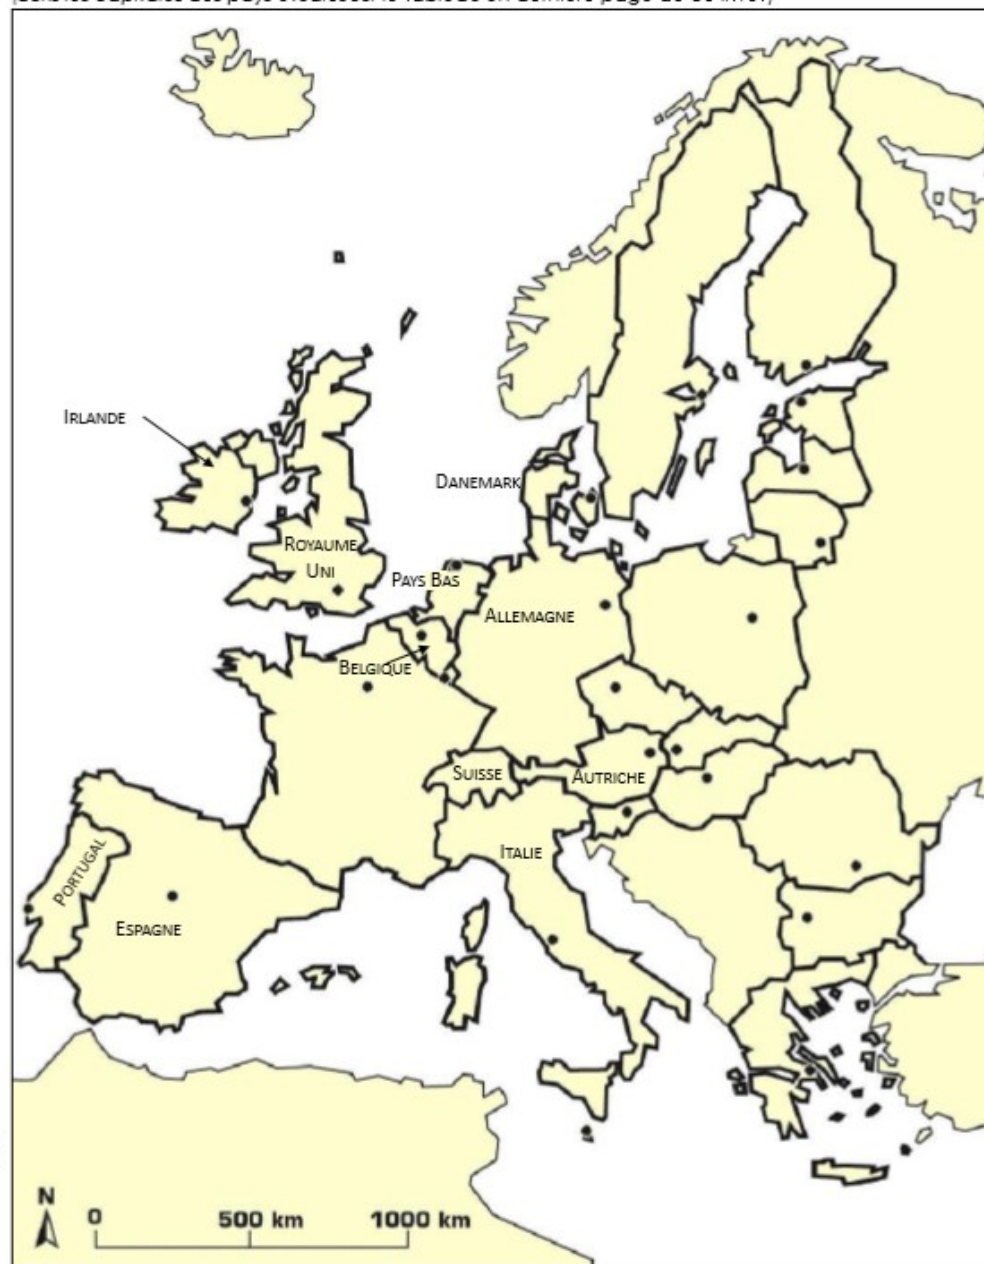 IRLANDE
DANEMARK
ROYAUME
UNI
PAYS BAS
ALLEMAGNE
BELGIQUE
SUISSE
AUTRICHE
ITALIE
PORTUGAL
ESPAGNE
N
0 500 km 1000 km